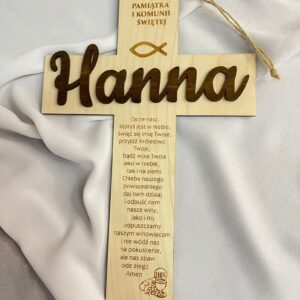 PAMIĄTKA
I KOMUNII
ŚWIĘTEJ
Hanna
Ojcze nasz,
któryś jest w niebie,
święć się imię Twoje,
przyjdź Królestwo
Twoje,
bądź wola Twoja
jako w niebie,
tak i na ziemi.
Chleba naszego
powszedniego
daj nam dzisiaj
i odpuść nam
nasze winy,
jako i my
odpuszczamy
naszym winowajcom
i nie wódź nas
na pokuszenie,
ale nas zbaw
ode złego
Amen
IHS